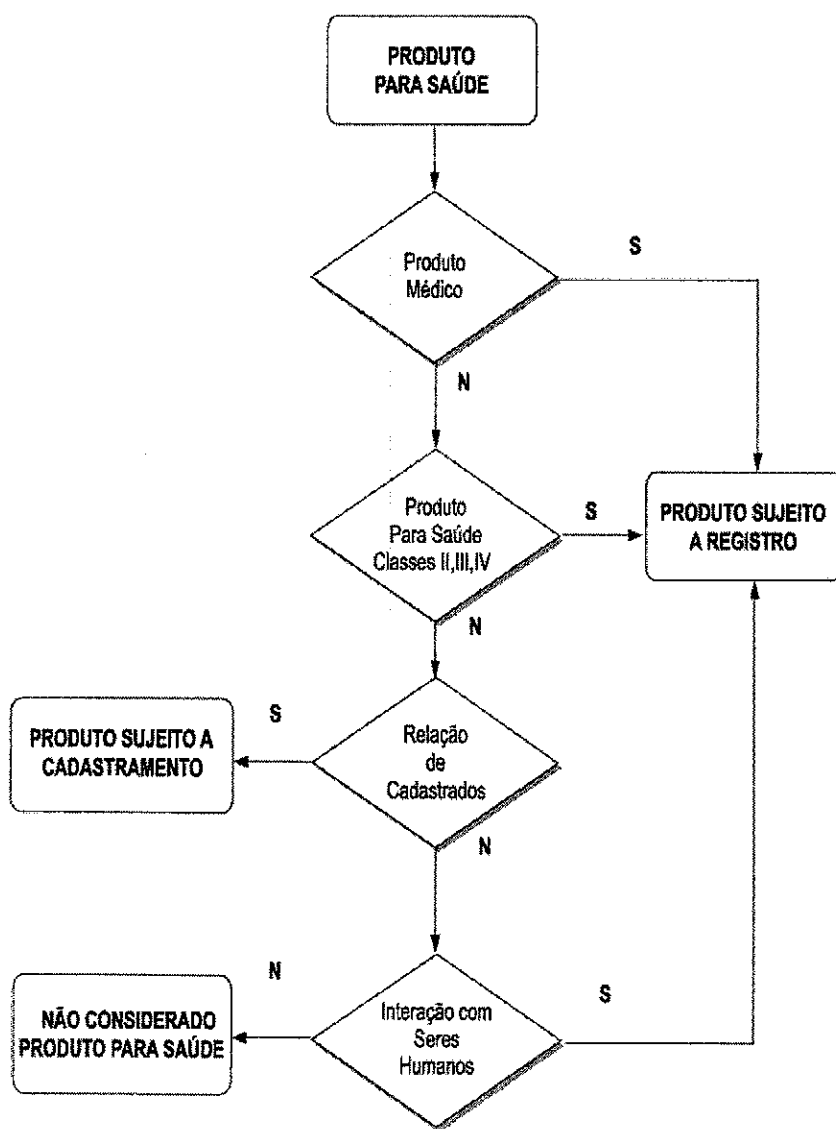 PRODUTO
PARA SAÚDE
Produto
Médico
S
N
Produto
Para Saúde
Classes II,III,IV
S
PRODUTO SUJEITO
A REGISTRO
N
Relação
de
Cadastrados
S
PRODUTO SUJEITO A
CADASTRAMENTO
N
Interação com
Seres
Humanos
N
NÃO CONSIDERADO
PRODUTO PARA SAÚDE
S